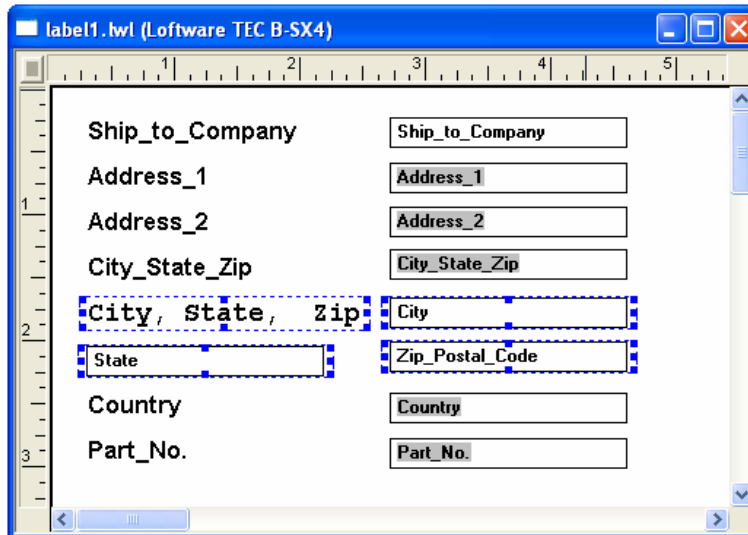 label1.lwl (Loftware TEC B-SX4)
1 2 3 4 5
Ship_to_Company Ship_to_Company
Address_1 Address_1
1
Address_2 Address_2
City_State_Zip City_State_Zip
City, State, Zip City
2
State Zip_Postal_Code
Country Country
Part_No. Part_No.
3